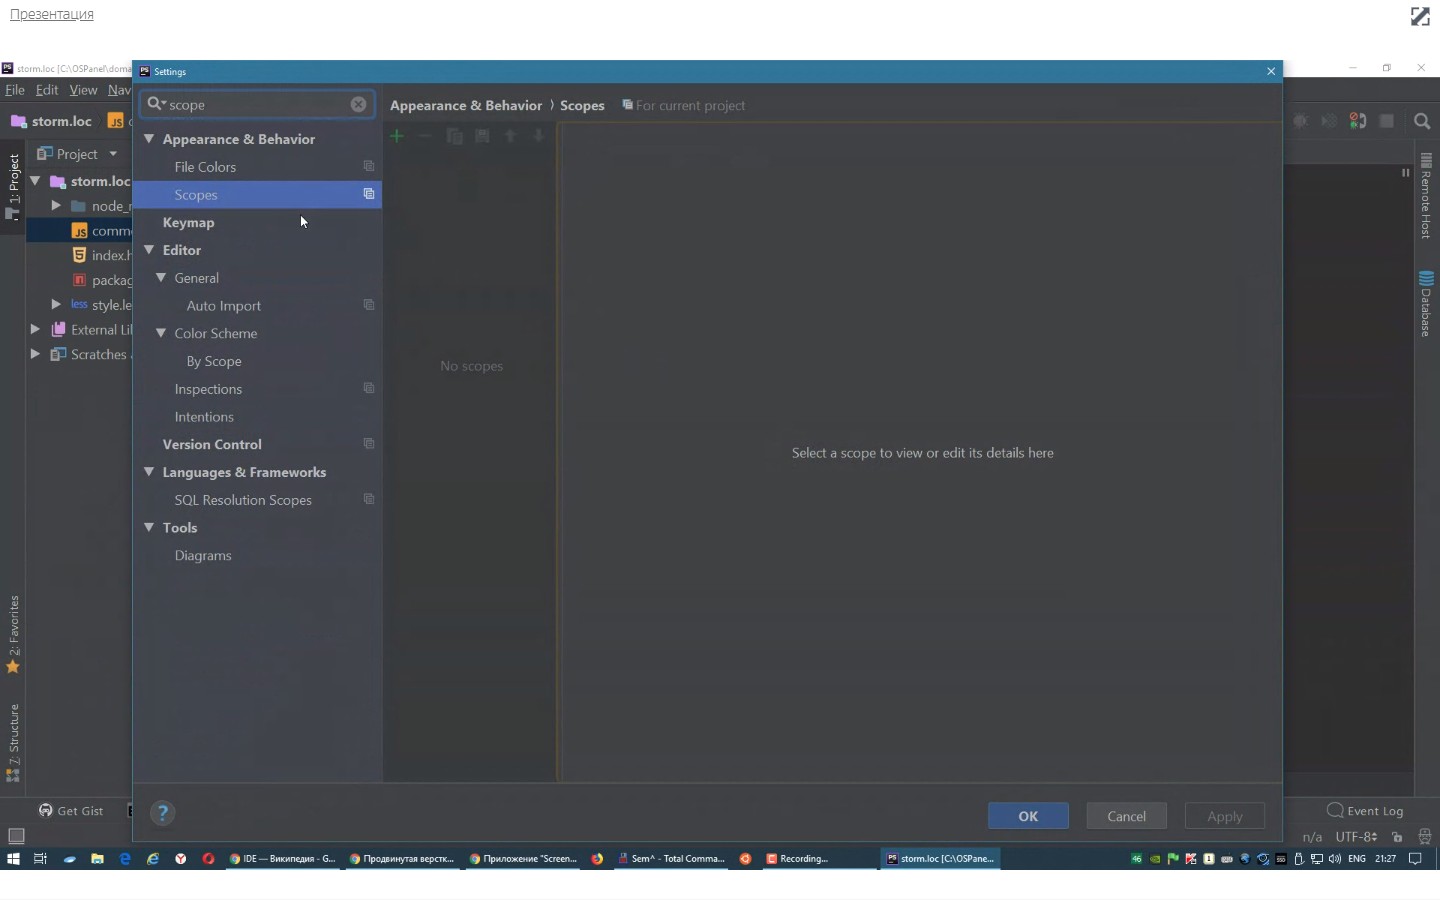 Презентация
storm.loc [C:\OSPanel\doma
Settings
File Edit View Nav
scope
Appearance & Behavior › Scopes For current project
storm.loc
Appearance & Behavior
Project
File Colors
1: Project
storm.loc
Scopes
node_r
Keymap
comm
Editor
index.h
General
packag
Auto Import
style.le
Color Scheme
External Lil
By Scope
Scratches
No scopes
Inspections
Intentions
Version Control
Select a scope to view or edit its details here
Languages & Frameworks
SQL Resolution Scopes
Tools
Diagrams
Remote Host
Database
2: Favorites
7: Structure
Get Gist
?
OK
Cancel
Apply
Event Log
n/a UTF-8
IDE — Википедия - G...
Продвинутая верстк...
Приложение "Screen...
Sem^ - Total Comma...
Recording...
storm.loc [C:\OSPane...
46
ENG 21:27